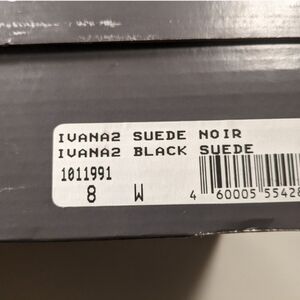 IVANA2 SUEDE NOIR
IVANA2 BLACK SUEDE
1011991
8 W
4 60005 55428